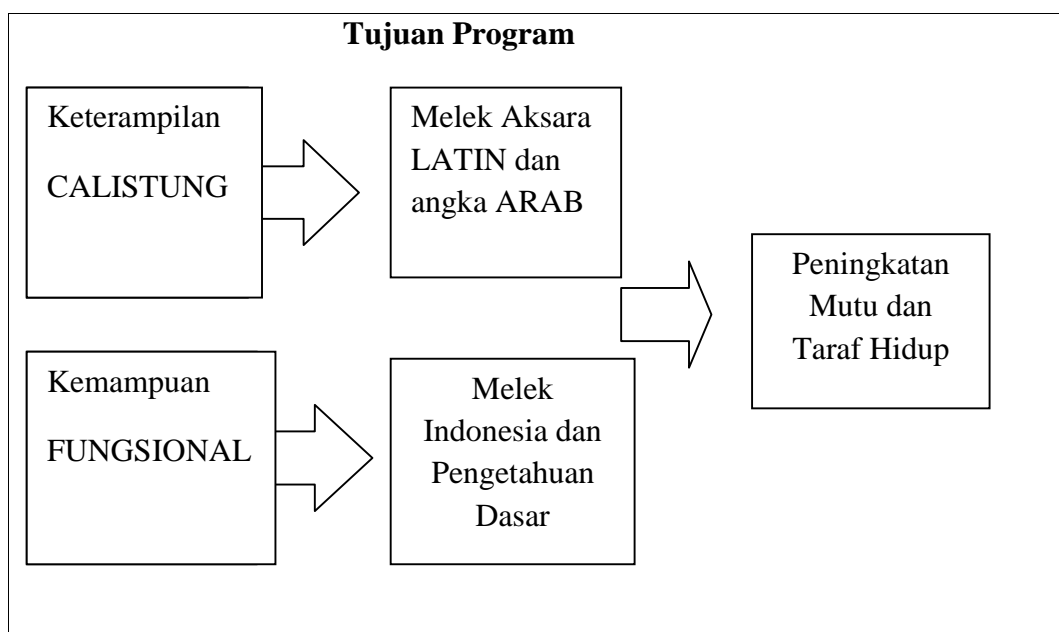 Tujuan Program
Keterampilan
CALISTUNG
Melek Aksara
LATIN dan
angka ARAB
Peningkatan
Mutu dan
Taraf Hidup
Kemampuan
FUNGSIONAL
Melek
Indonesia dan
Pengetahuan
Dasar